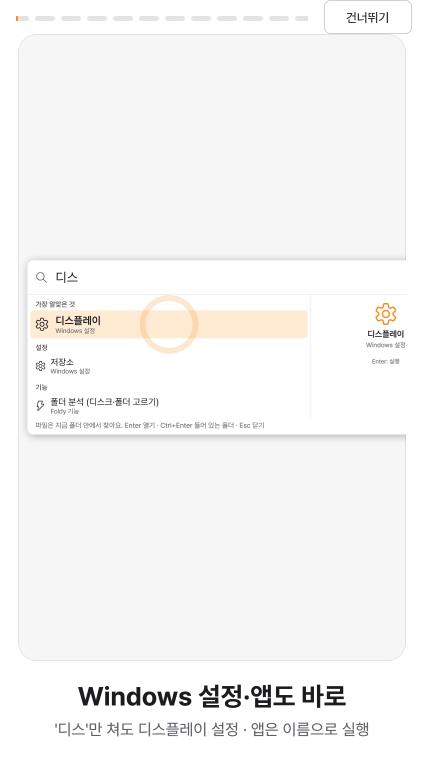 건너뛰기
디스
가장 알맞은 것
디스플레이
Windows 설정
설정
저장소
Windows 설정
기능
폴더 분석 (디스크·폴더 고르기)
Foldy 기능
디스플레이
Windows 설정
Enter: 실행
파일은 지금 폴더 안에서 찾아요. Enter 열기 · Ctrl+Enter 들어 있는 폴더 · Esc 닫기
Windows 설정·앱도 바로
'디스'만 쳐도 디스플레이 설정 · 앱은 이름으로 실행